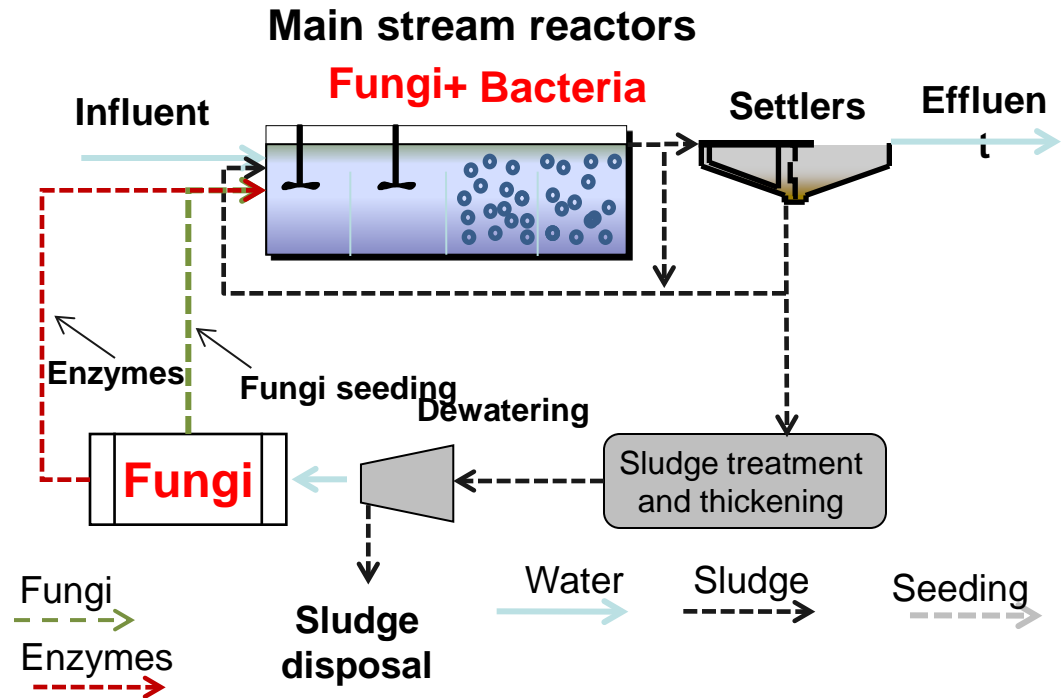 Main stream reactors
Fungi+ Bacteria
Influent
Settlers
Effluen
t
Enzymes
Fungi seeding
Dewatering
Fungi
Sludge treatment
and thickening
Fungi
Water
Sludge
Seeding
Enzymes
Sludge
disposal